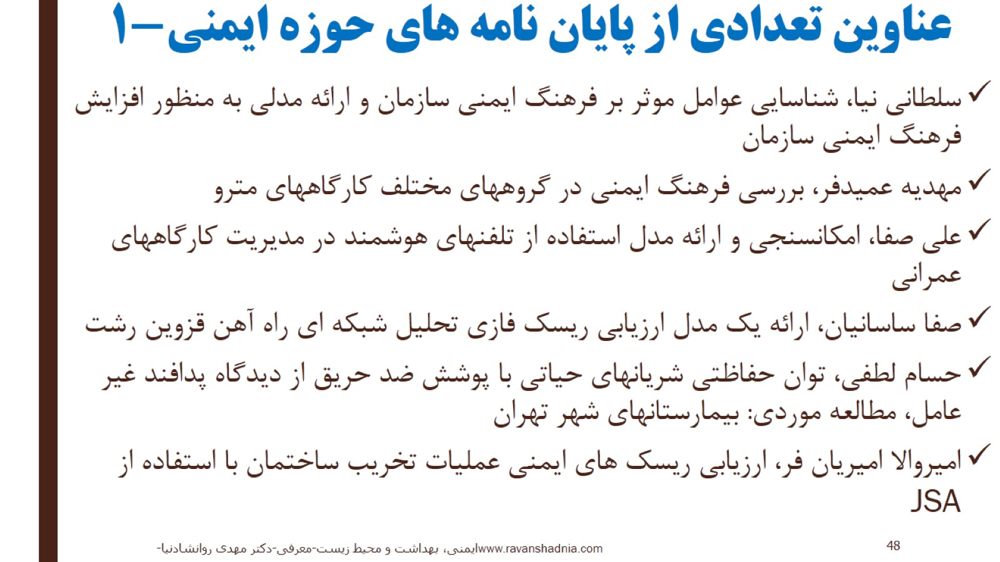 عناوین تعدادی از پایان نامه های حوزه ایمنی–۱
✓ سلطانی نیا، شناسایی عوامل موثر بر فرهنگ ایمنی سازمان و ارائه مدلی به منظور افزایش
فرهنگ ایمنی سازمان
✓ مهدیه عمیدفر، بررسی فرهنگ ایمنی در گروههای مختلف کارگاههای مترو
✓ علی صفا، امکانسنجی و ارائه مدل استفاده از تلفنهای هوشمند در مدیریت کارگاههای
عمرانی
✓ صفا ساسانیان، ارائه یک مدل ارزیابی ریسک فازی تحلیل شبکه ای راه آهن قزوین رشت
✓ حسام لطفی، توان حفاظتی شریانهای حیاتی با پوشش ضد حریق از دیدگاه پدافند غیر
عامل، مطالعه موردی: بیمارستانهای شهر تهران
✓ امیروالا امیریان فر، ارزیابی ریسک های ایمنی عملیات تخریب ساختمان با استفاده از
JSA
www.ravanshadnia.comایمنی، بهداشت و محیط زیست-معرفی-دکتر مهدی روانشادنیا-
48